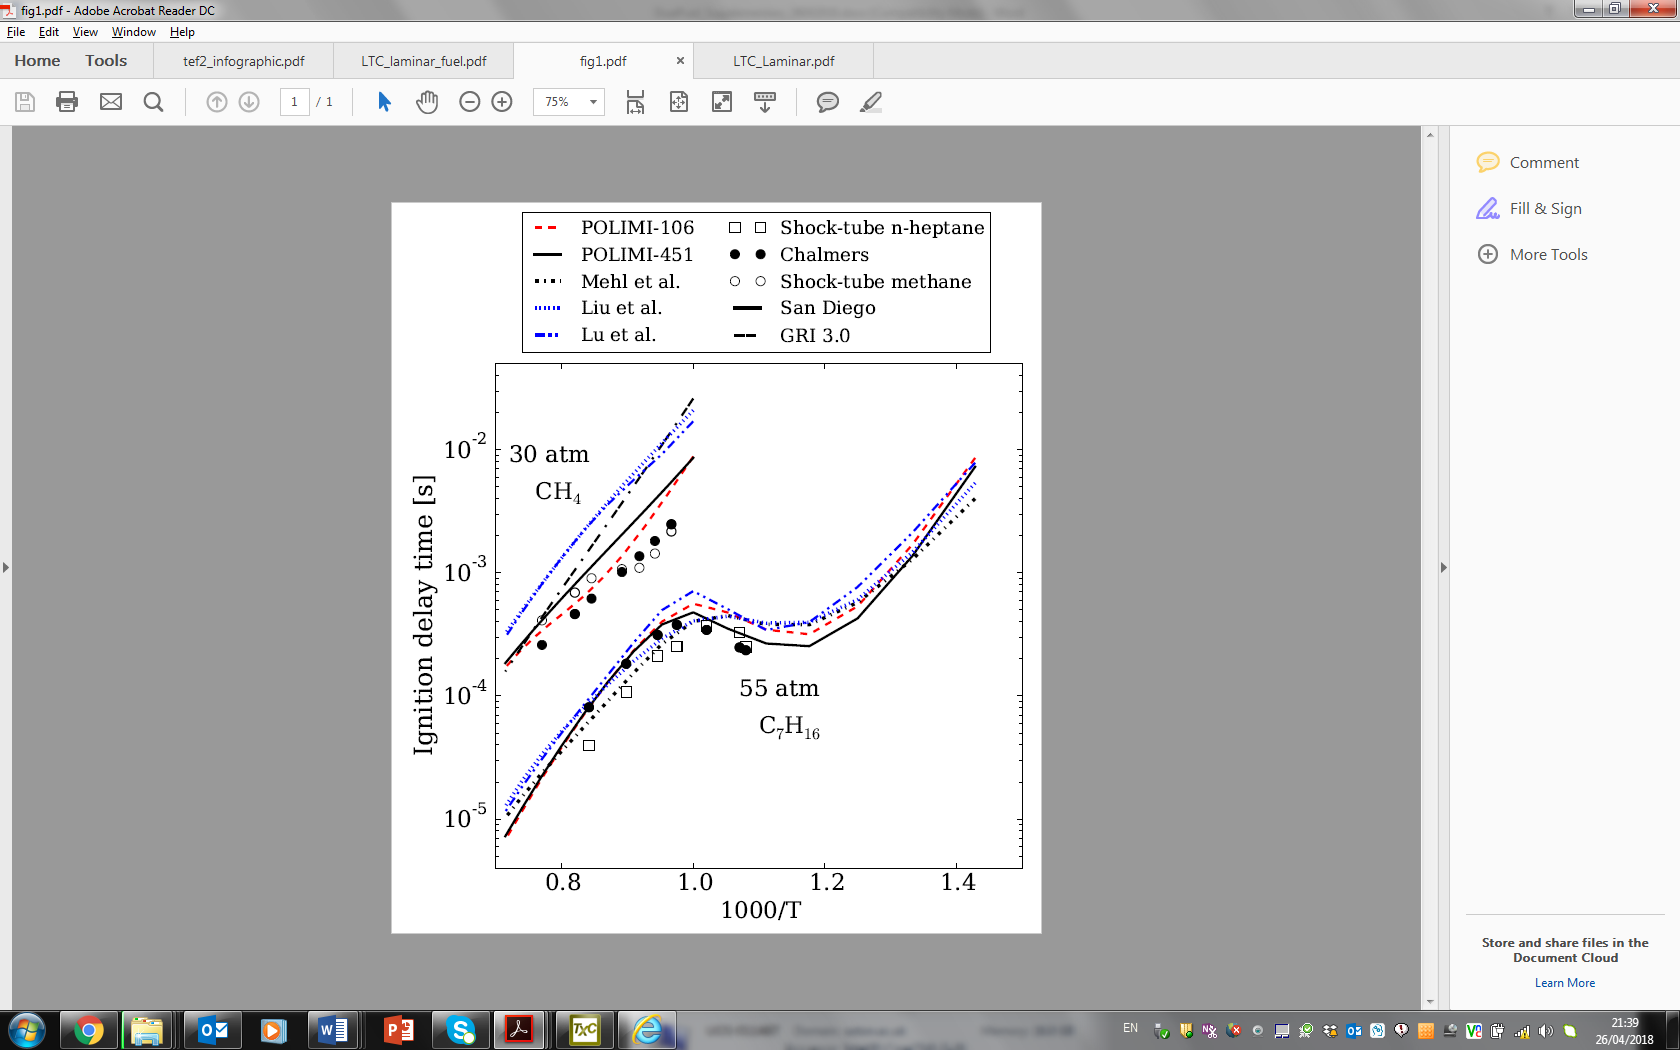 fig1.pdf - Adobe Acrobat Reader DC
File Edit View Window Help
Home Tools tef2_infographic.pdf LTC_laminar_fuel.pdf fig1.pdf × LTC_Laminar.pdf
1 / 1 75%
Comment
Fill & Sign
More Tools
POLIMI-106 Shock-tube n-heptane
POLIMI-451 Chalmers
Mehl et al. Shock-tube methane
Liu et al. San Diego
Lu et al. GRI 3.0
Ignition delay time [s]
10-2
10-3
10-4
10-5
30 atm
CH4
55 atm
C7H16
0.8 1.0 1.2 1.4
1000/T
Store and share files in the
Document Cloud
Learn More
EN
21:39
26/04/2018